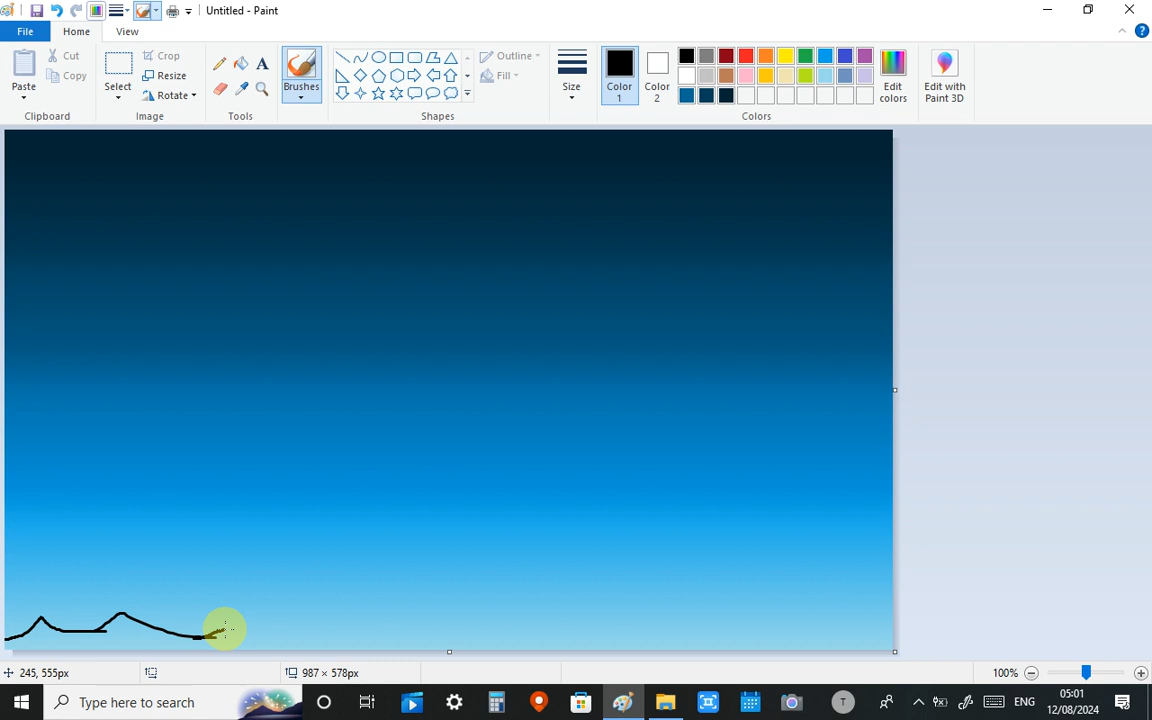 Untitled - Paint
File
Home
View
Paste
Cut
Copy
Clipboard
Select
Crop
Resize
Rotate
Image
Tools
Brushes
Shapes
Outline
Fill
Size
Color 1
Color 2
Colors
Edit colors
Edit with Paint 3D
245, 555px
987 × 578px
100%
Type here to search
T
ENG
05:01
12/08/2024